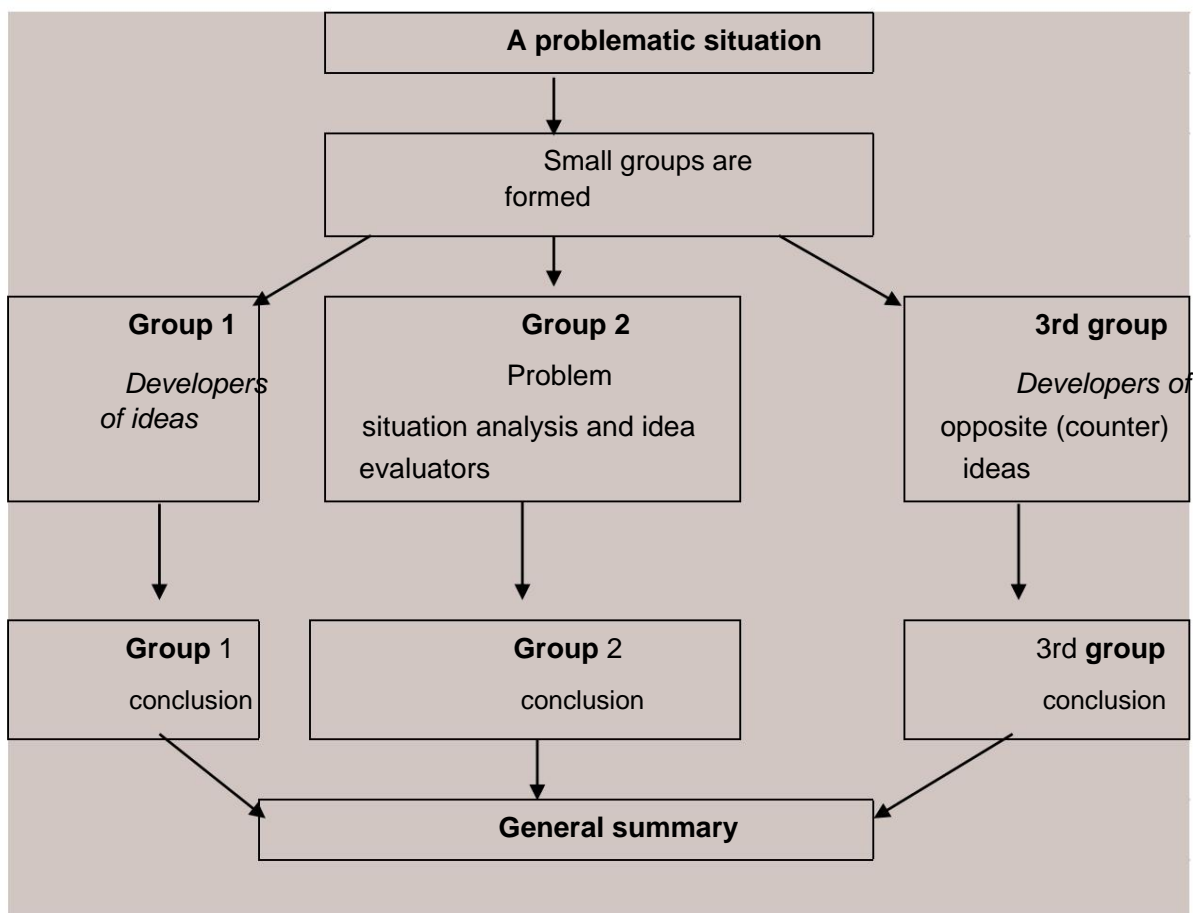 A problematic situation
Small groups are
formed
Group 1
Developers
of ideas
Group 2
Problem
situation analysis and idea
evaluators
3rd group
Developers of
opposite (counter)
ideas
Group 1
conclusion
Group 2
conclusion
3rd group
conclusion
General summary